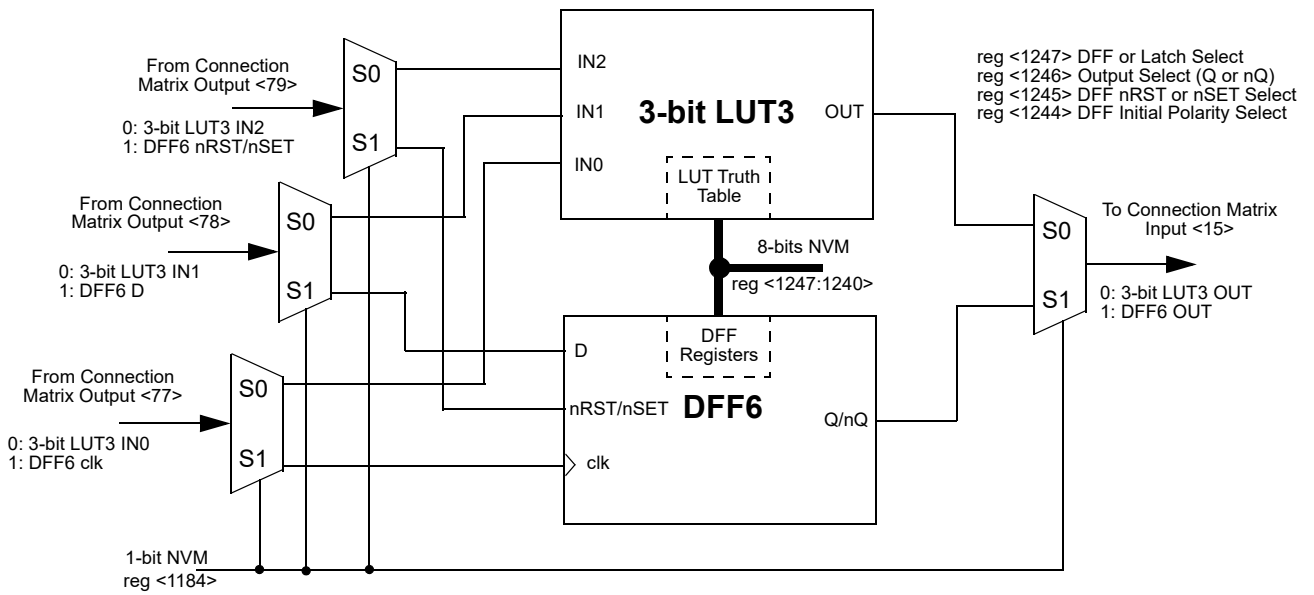 From Connection
Matrix Output <79>
0: 3-bit LUT3 IN2
1: DFF6 nRST/nSET
S0
S1
From Connection
Matrix Output <78>
0: 3-bit LUT3 IN1
1: DFF6 D
S0
S1
From Connection
Matrix Output <77>
0: 3-bit LUT3 IN0
1: DFF6 clk
S0
S1
1-bit NVM
reg <1184>
IN2
IN1
IN0
3-bit LUT3
OUT
LUT Truth
Table
8-bits NVM
reg <1247:1240>
DFF
Registers
D
nRST/nSET
clk
DFF6
Q/nQ
reg <1247> DFF or Latch Select
reg <1246> Output Select (Q or nQ)
reg <1245> DFF nRST or nSET Select
reg <1244> DFF Initial Polarity Select
S0
S1
To Connection Matrix
Input <15>
0: 3-bit LUT3 OUT
1: DFF6 OUT